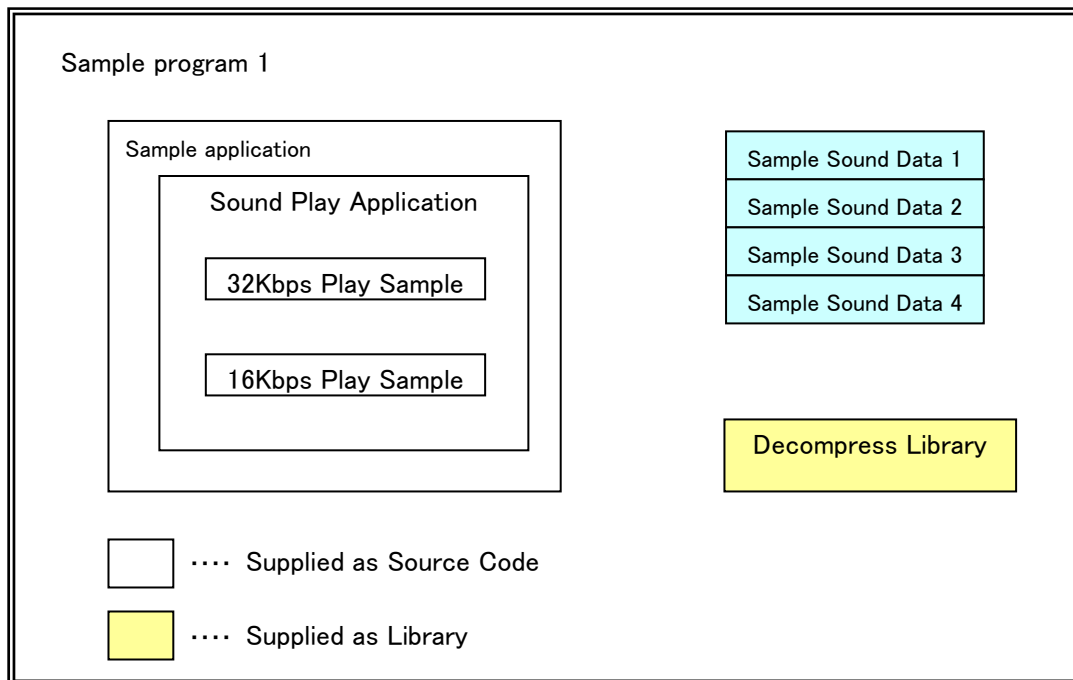 Sample program 1
Sample application
Sound Play Application
32Kbps Play Sample
16Kbps Play Sample
Sample Sound Data 1
Sample Sound Data 2
Sample Sound Data 3
Sample Sound Data 4
Decompress Library
···· Supplied as Source Code
···· Supplied as Library